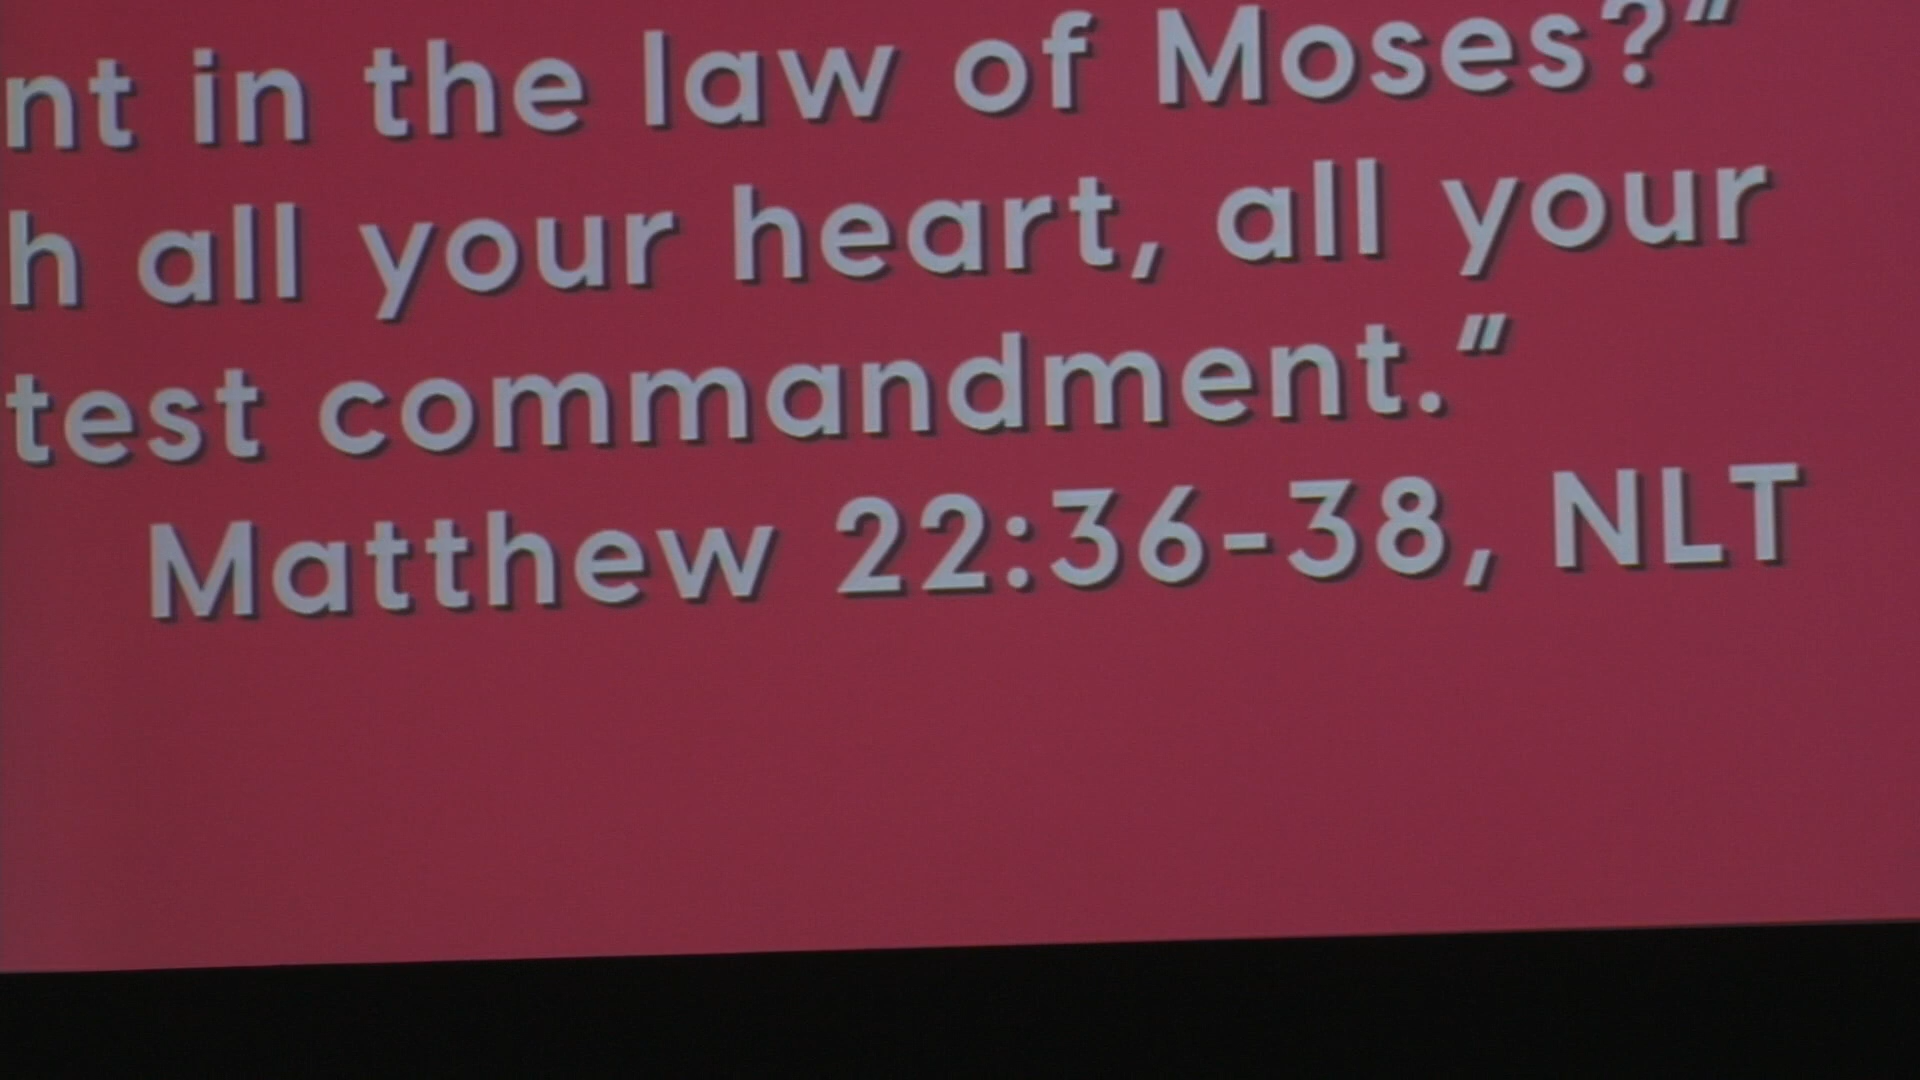 nt in the law of Moses?"
h all your heart, all your
test commandment."
Matthew 22:36-38, NLT